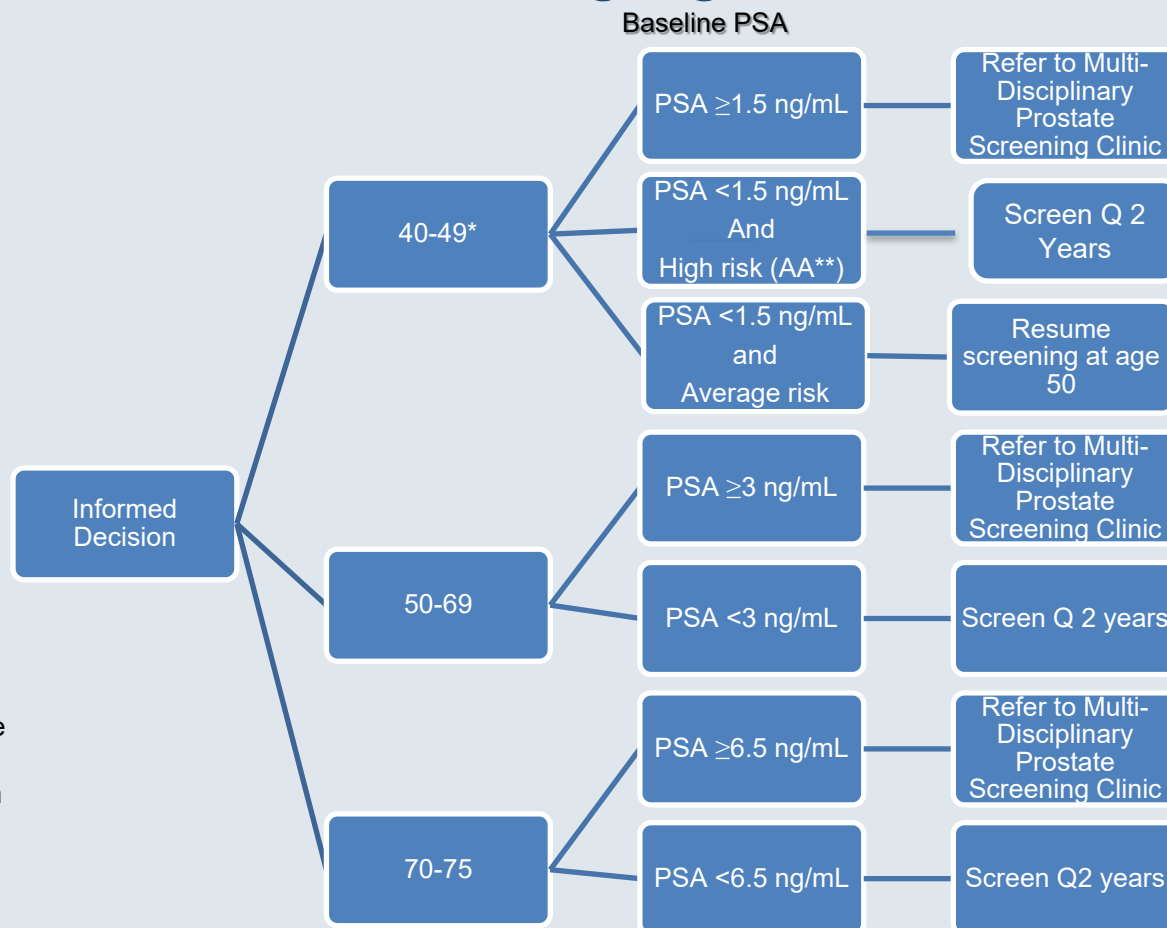 Baseline PSA
Informed
Decision
40-49*
PSA ≥1.5 ng/mL
Refer to Multi-
Disciplinary
Prostate
Screening Clinic
PSA <1.5 ng/mL
And
High risk (AA**)
Screen Q 2
Years
PSA <1.5 ng/mL
and
Average risk
Resume
screening at age
50
50-69
PSA ≥3 ng/mL
Refer to Multi-
Disciplinary
Prostate
Screening Clinic
PSA <3 ng/mL
Screen Q 2 years
70-75
PSA ≥6.5 ng/mL
Refer to Multi-
Disciplinary
Prostate
Screening Clinic
PSA <6.5 ng/mL
Screen Q2 years